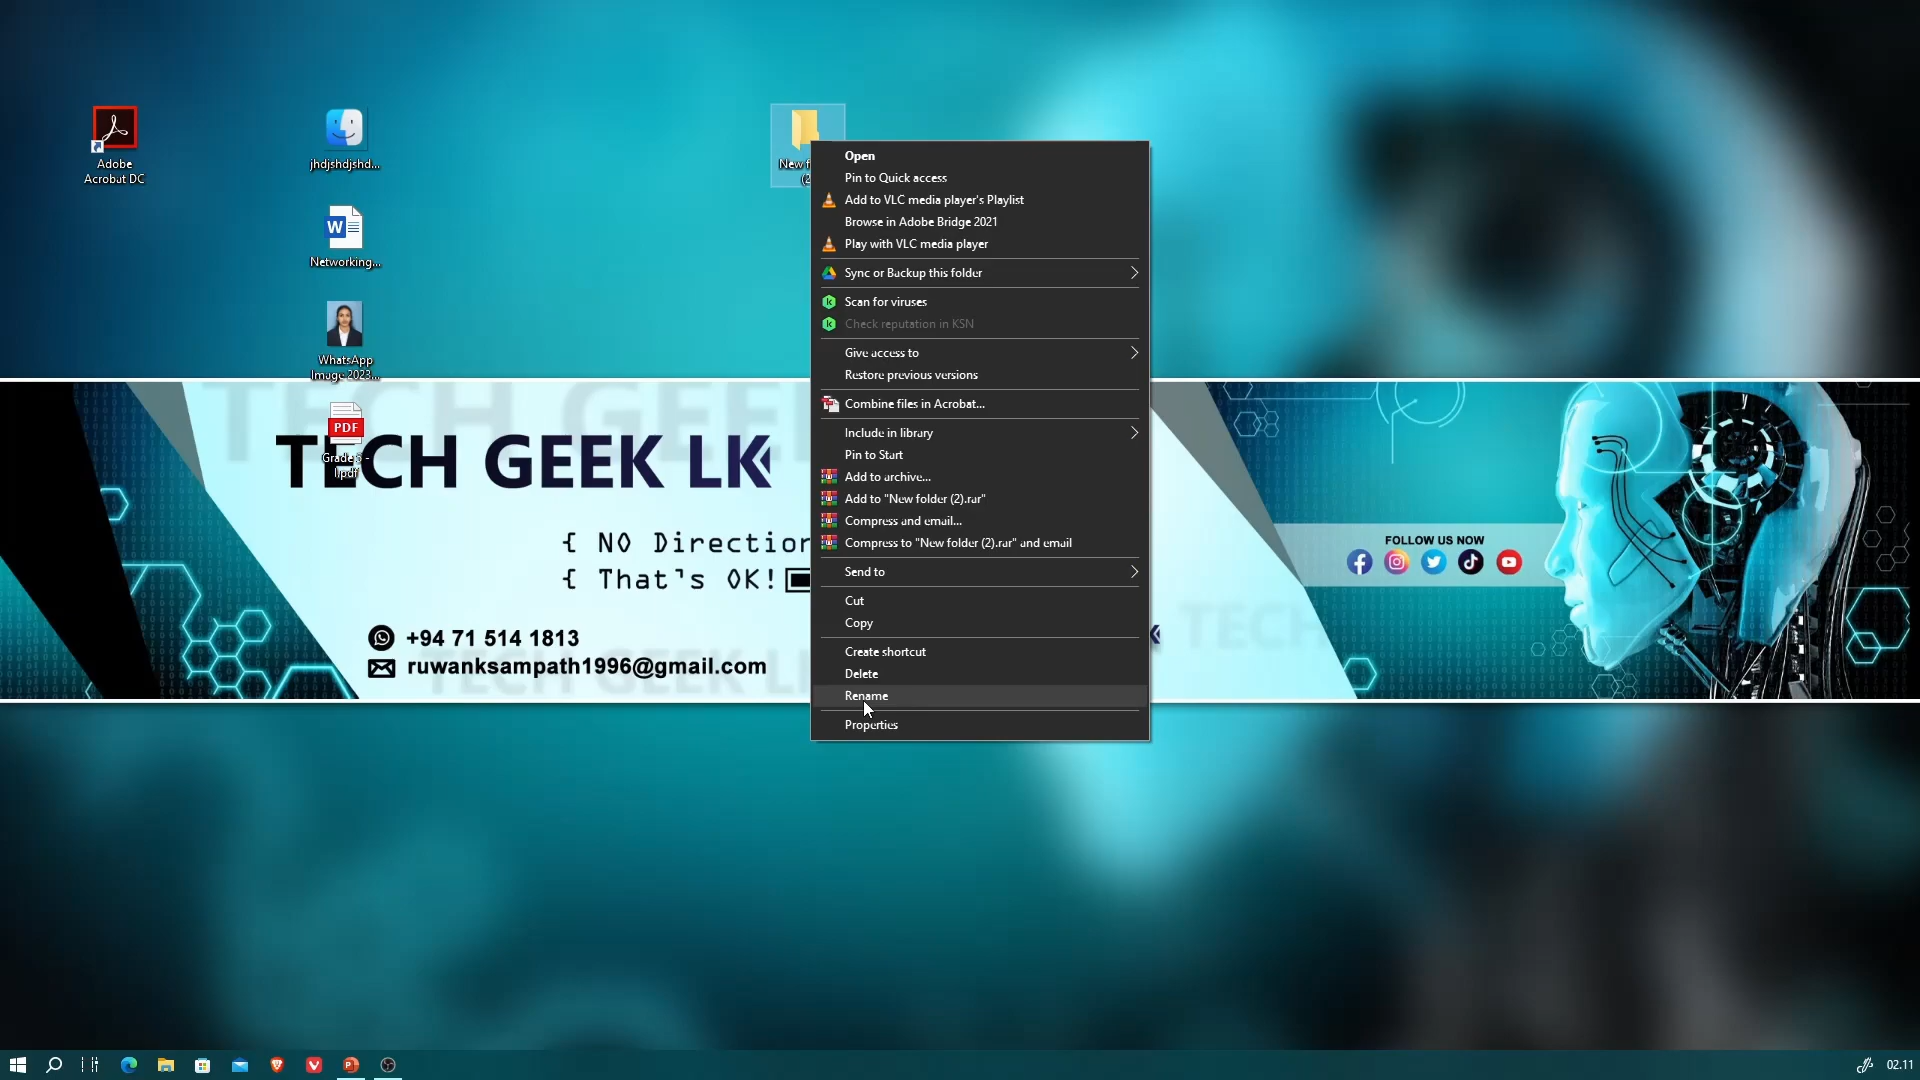 Adobe
Acrobat DC
jhdjshdjshd...
Networking...
WhatsApp
Image 2023...
PDF
Grade 5 -
I.pdf
New f
(2
Open
Pin to Quick access
Add to VLC media player's Playlist
Browse in Adobe Bridge 2021
Play with VLC media player
Sync or Backup this folder
Scan for viruses
Check reputation in KSN
Give access to
Restore previous versions
Combine files in Acrobat...
Include in library
Pin to Start
Add to archive...
Add to "New folder (2).rar"
Compress and email...
Compress to "New folder (2).rar" and email
Send to
Cut
Copy
Create shortcut
Delete
Rename
Properties
TECH GEEK LK
{ NO Direction
{ That's OK!
+94 71 514 1813
ruwanksampath1996@gmail.com
FOLLOW US NOW
02.11